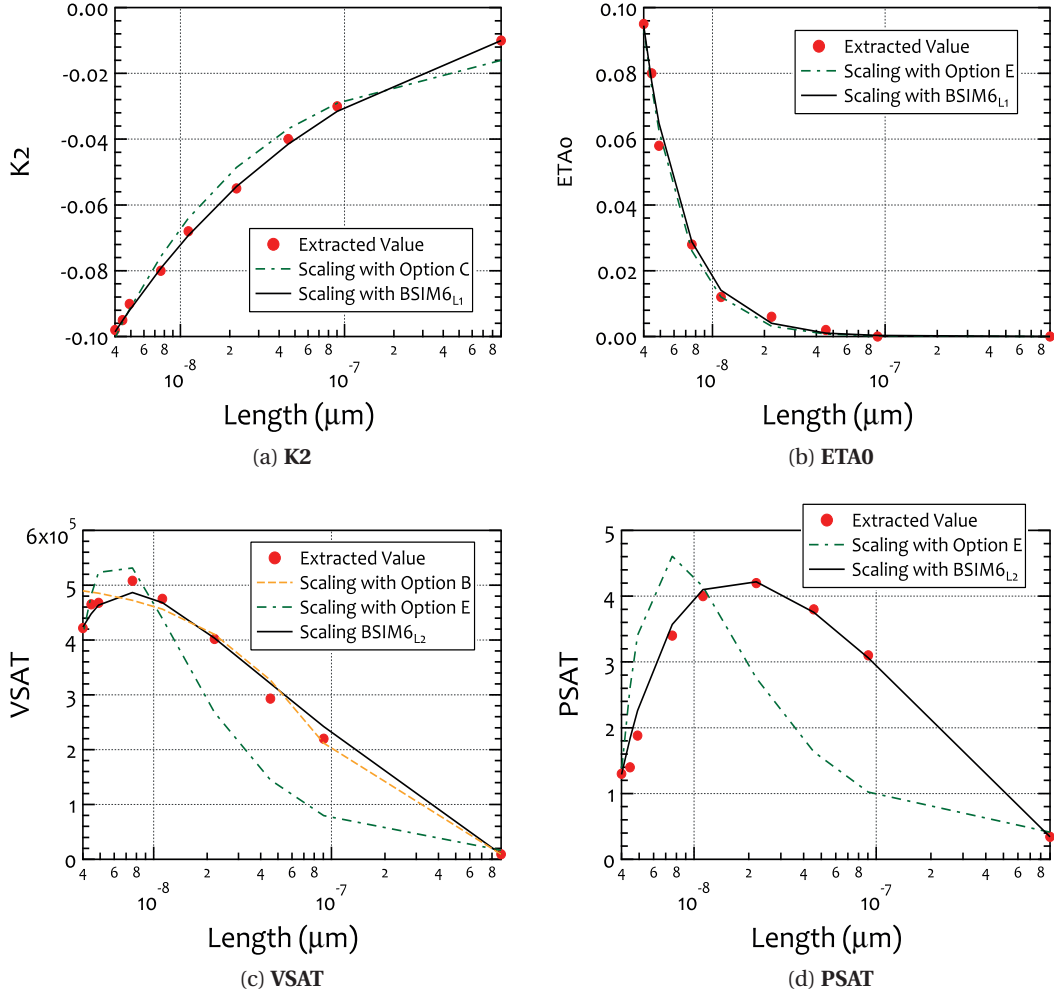 0.00
-0.02
-0.04
-0.06
-0.08
-0.10
K2
Extracted Value
Scaling with Option C
Scaling with BSIM6L1
4 6 8 2 4 6 8 2 4 6 8
10-8 10-7
Length (μm)
(a) K2
0.10
0.08
0.06
0.04
0.02
0.00
ETA0
Extracted Value
Scaling with Option E
Scaling with BSIM6L1
4 6 8 2 4 6 8 2 4 6 8
10-8 10-7
Length (μm)
(b) ETA0
6x10 5
5
4
3
2
1
0
VSAT
Extracted Value
Scaling with Option B
Scaling with Option E
Scaling BSIM6L2
4 6 8 2 4 6 8 2 4 6 8
10-8 10-7
Length (μm)
(c) VSAT
5
4
3
2
1
0
PSAT
Extracted Value
Scaling with Option E
Scaling with BSIM6L2
4 6 8 2 4 6 8 2 4 6 8
10-8 10-7
Length (μm)
(d) PSAT